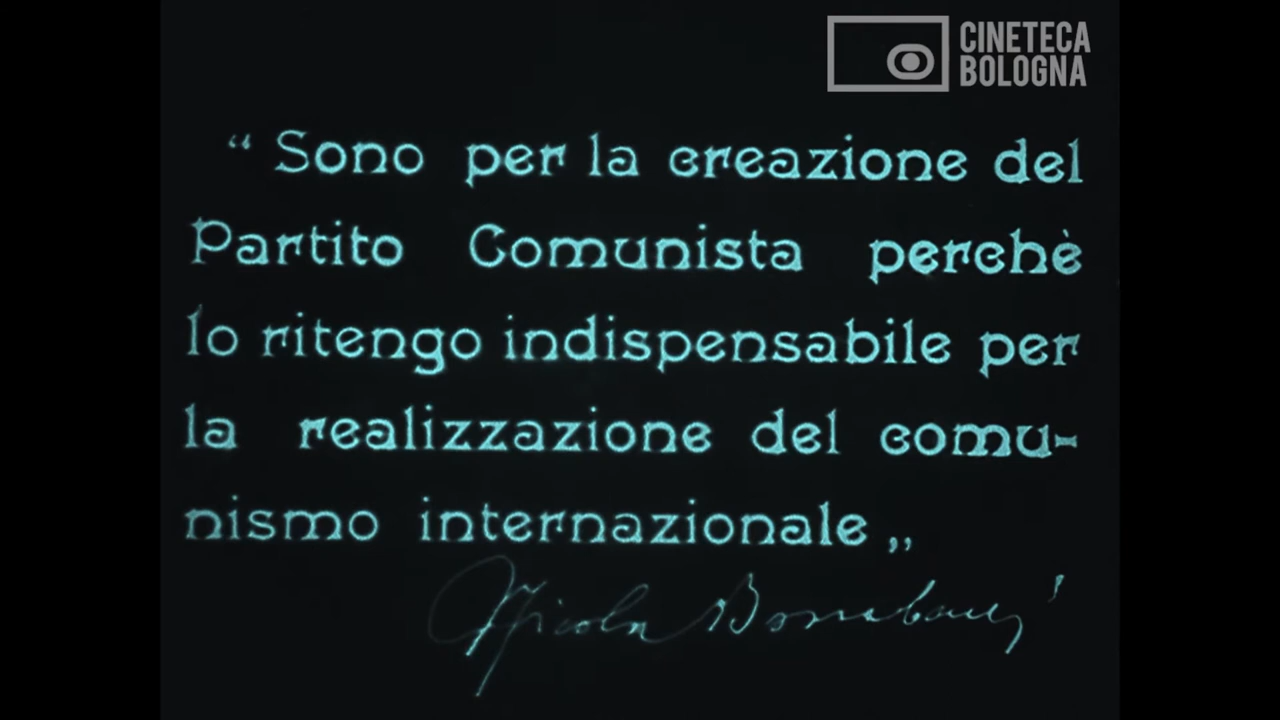 CINETECA
BOLOGNA
“ Sono per la creazione del
Partito Comunista perchè
lo ritengo indispensabile per
la realizzazione del comu-
nismo internazionale „
Nicola